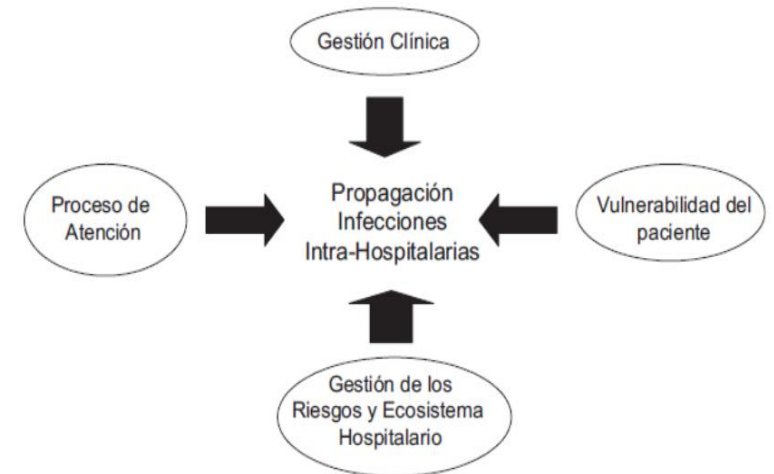 Gestión Clínica
Proceso de
Atención
Propagación
Infecciones
Intra-Hospitalarias
Vulnerabilidad del
paciente
Gestión de los
Riesgos y Ecosistema
Hospitalario